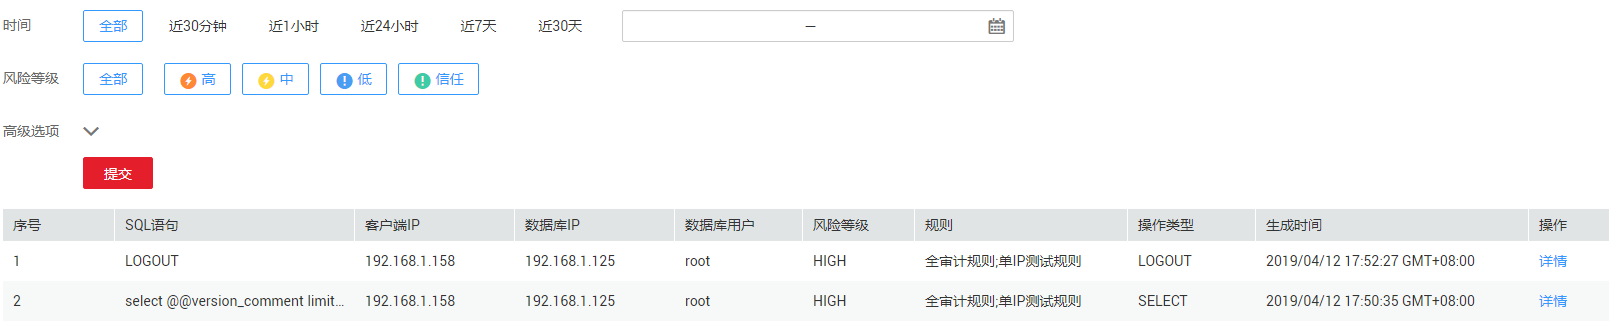 时间 全部 近30分钟 近1小时 近24小时 近7天 近30天 —
风险等级 全部 高 中 低 信任
高级选项
提交
序号 SQL语句 客户端IP 数据库IP 数据库用户 风险等级 规则 操作类型 生成时间 操作
1 LOGOUT 192.168.1.158 192.168.1.125 root HIGH 全审计规则;单IP测试规则 LOGOUT 2019/04/12 17:52:27 GMT+08:00 详情
2 select @@version_comment limit... 192.168.1.158 192.168.1.125 root HIGH 全审计规则;单IP测试规则 SELECT 2019/04/12 17:50:35 GMT+08:00 详情